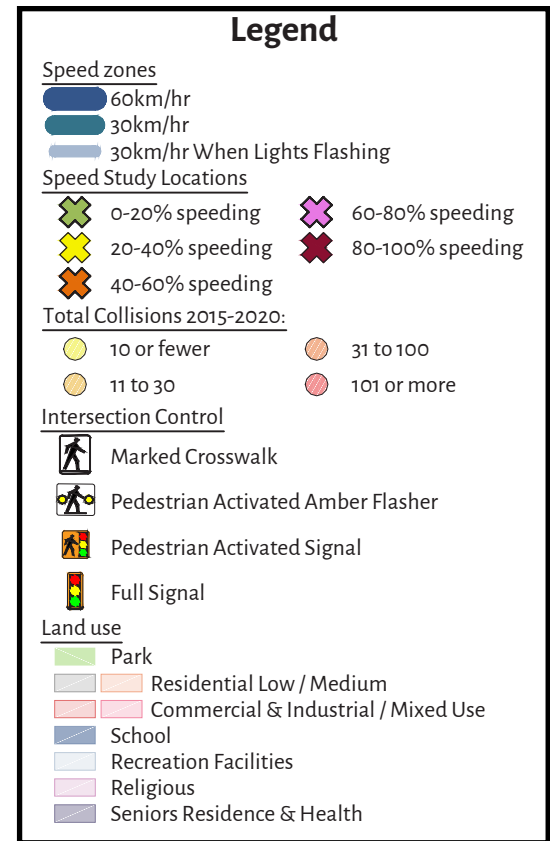 Legend
Speed zones
60km/hr
30km/hr
30km/hr When Lights Flashing
Speed Study Locations
0-20% speeding
60-80% speeding
20-40% speeding
80-100% speeding
40-60% speeding
Total Collisions 2015-2020:
10 or fewer
31 to 100
11 to 30
101 or more
Intersection Control
Marked Crosswalk
Pedestrian Activated Amber Flasher
Pedestrian Activated Signal
Full Signal
Land use
Park
Residential Low / Medium
Commercial & Industrial / Mixed Use
School
Recreation Facilities
Religious
Seniors Residence & Health